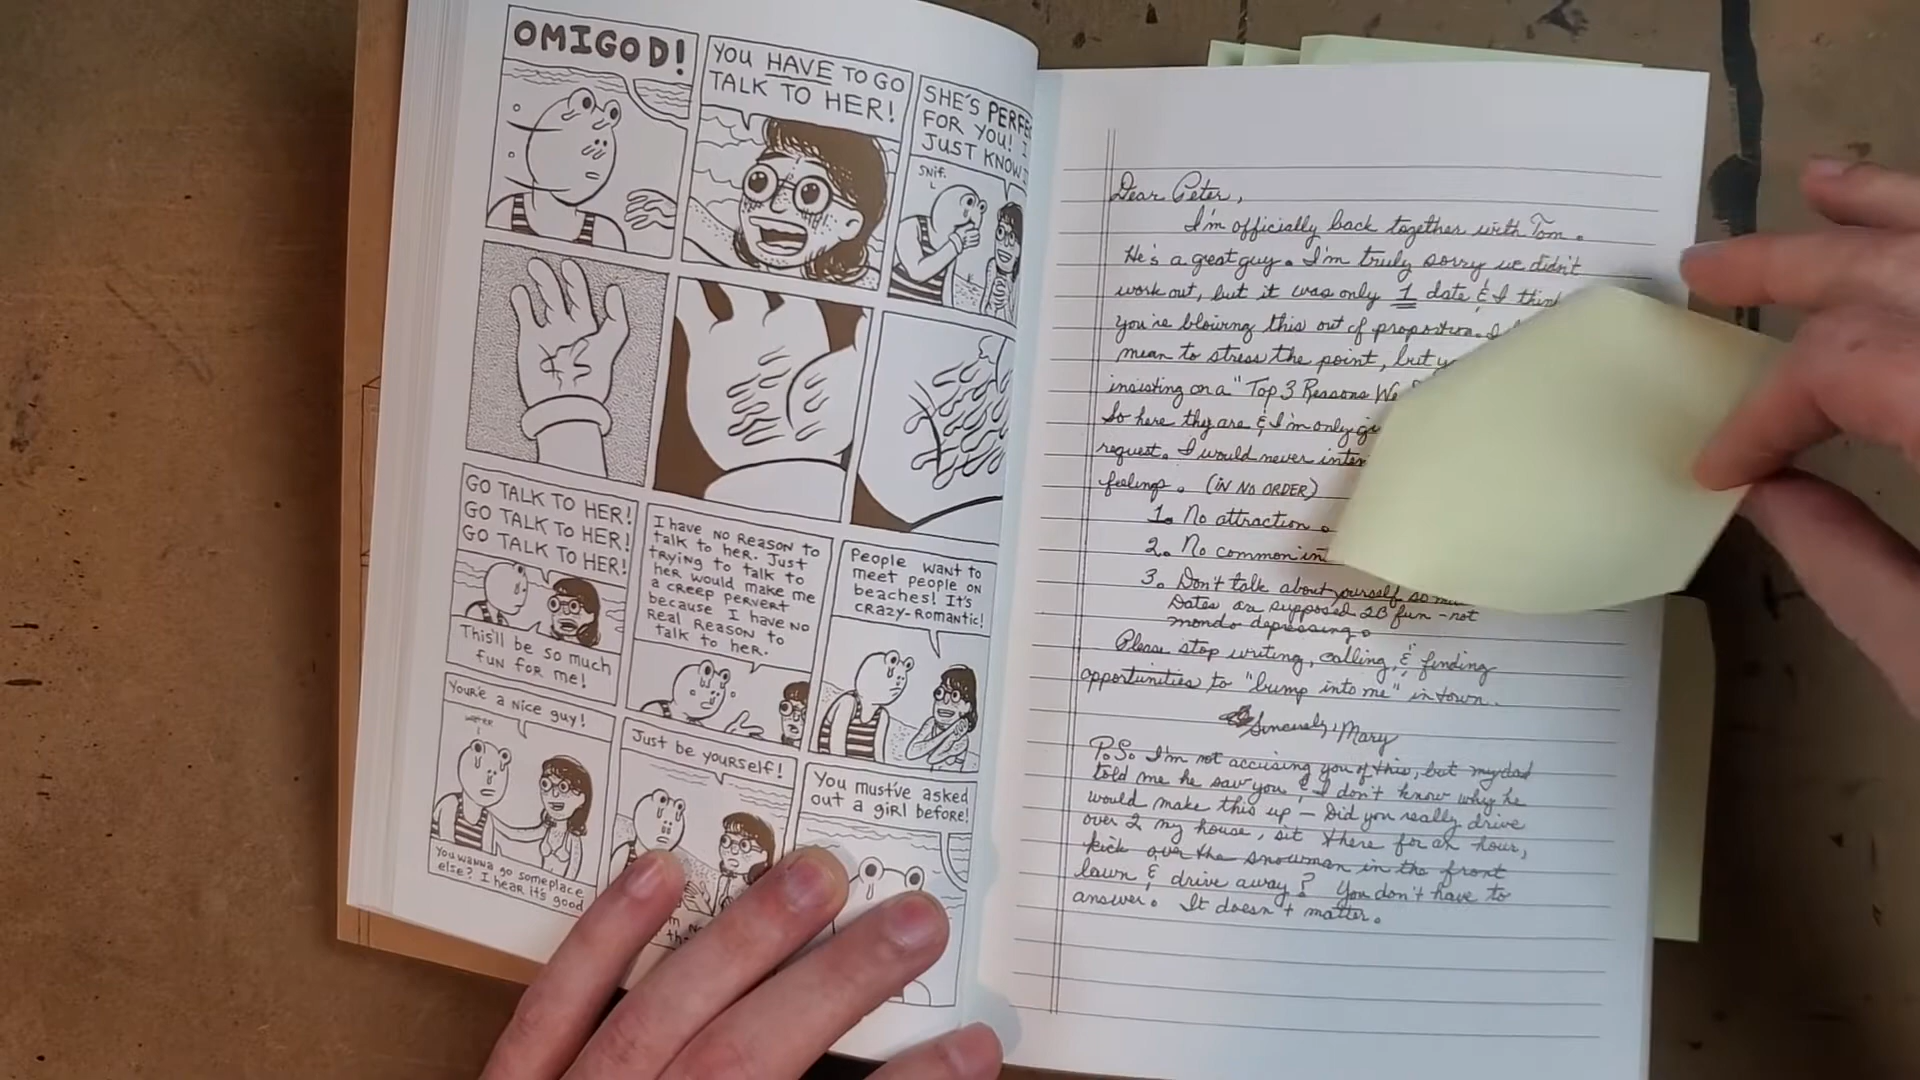 OMIGOD!
YOU HAVE TO GO
TALK TO HER!
SHE'S PERFE
FOR YOU! I
JUST KNOW I
SNIF.
GO TALK TO HER!
GO TALK TO HER!
GO TALK TO HER!
This'll be so much
fun for me!
I have no reason to
talk to her. Just
trying to talk to
her would make me
a creep pervert
because I have no
real reason to
talk to her.
People want to
meet people on
beaches! It's
crazy-romantic!
Your'e a nice guy!
water
You wanna go someplace
else? I hear it's good
Just be yourself!
You must've asked
out a girl before!
Dear Peter,
I'm officially back together with Tom.
He's a great guy. I'm truly sorry we didn't
work out, but it was only 1 date & I think
you're blowing this out of proportion. I
mean to stress the point, but
insisting on a "Top 3 Reasons We
So here they are & I'm only
request. I would never
feelings. (IN NO ORDER)
1. No attraction.
2. No common
3. Don't talk about yourself so
Dates are supposed 2B fun - not
mondo depressing.
Please stop writing, calling, & finding
opportunities to "bump into me" in town.
Sincerely, Mary
P.S. I'm not accusing you of this, but my dad
told me he saw you & I don't know why he
would make this up — Did you really drive
over 2 my house, sit there for an hour,
kick over the snowman in the front
lawn & drive away? You don't have to
answer. It doesn't matter.